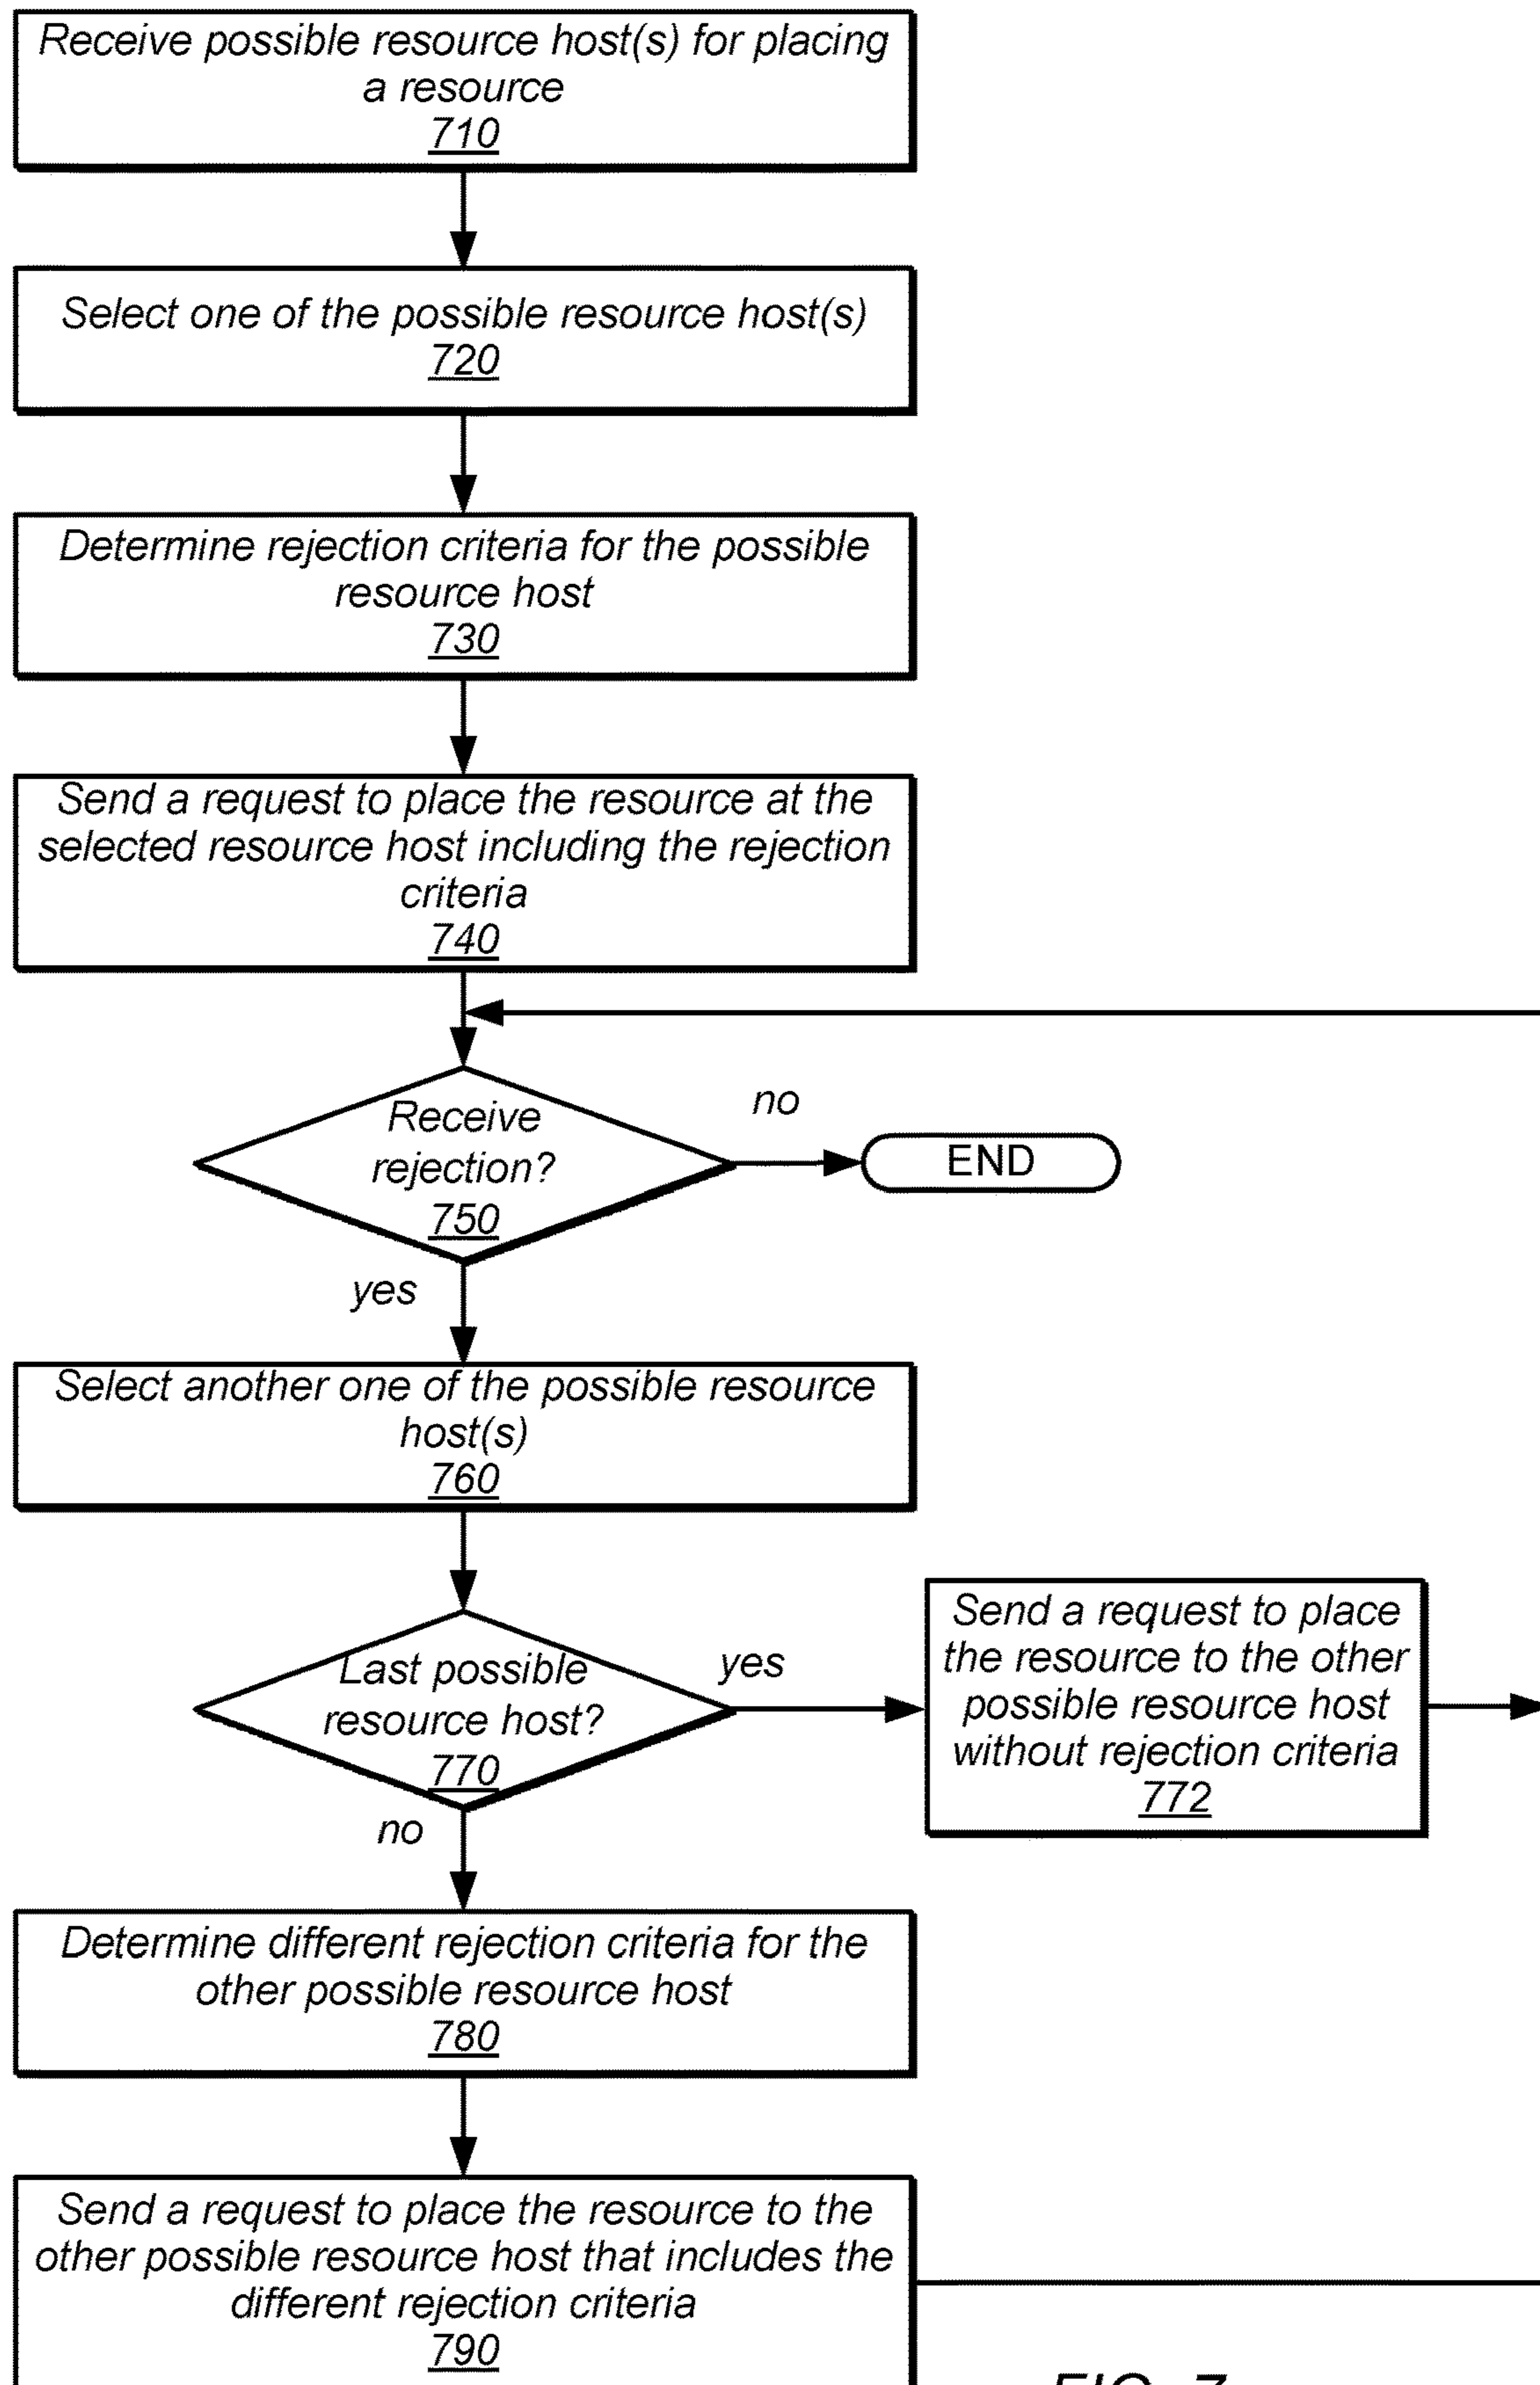 Receive possible resource host(s) for placing
a resource
710
Select one of the possible resource host(s)
720
Determine rejection criteria for the possible
resource host
730
Send a request to place the resource at the
selected resource host including the rejection
criteria
740
Receive
rejection?
750
no
END
yes
Select another one of the possible resource
host(s)
760
Last possible
resource host?
770
yes
Send a request to place
the resource to the other
possible resource host
without rejection criteria
772
no
Determine different rejection criteria for the
other possible resource host
780
Send a request to place the resource to the
other possible resource host that includes the
different rejection criteria
790
FIG. 7